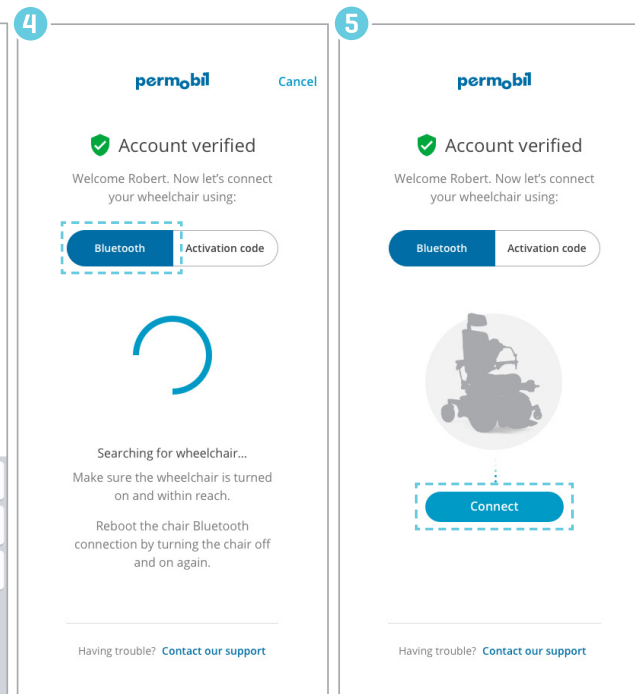 4
permobil
Cancel
Account verified
Welcome Robert. Now let's connect
your wheelchair using:
Bluetooth
Activation code
Searching for wheelchair...
Make sure the wheelchair is turned
on and within reach.
Reboot the chair Bluetooth
connection by turning the chair off
and on again.
Having trouble? Contact our support
5
permobil
Account verified
Welcome Robert. Now let's connect
your wheelchair using:
Bluetooth
Activation code
Connect
Having trouble? Contact our support